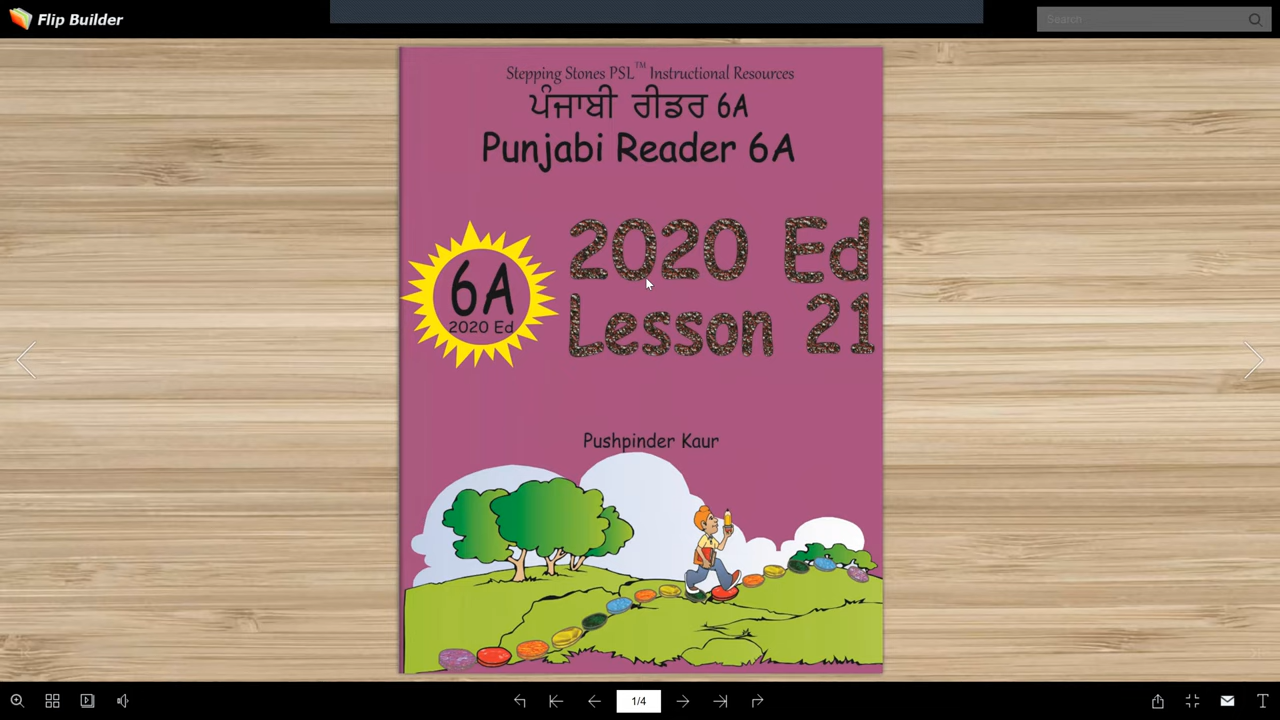 Flip Builder
Search
Stepping Stones PSL™ Instructional Resources
ਪੰਜਾਬੀ ਰੀਡਰ 6A
Punjabi Reader 6A
2020 Ed
Lesson 21
6A
2020 Ed
Pushpinder Kaur
1/4